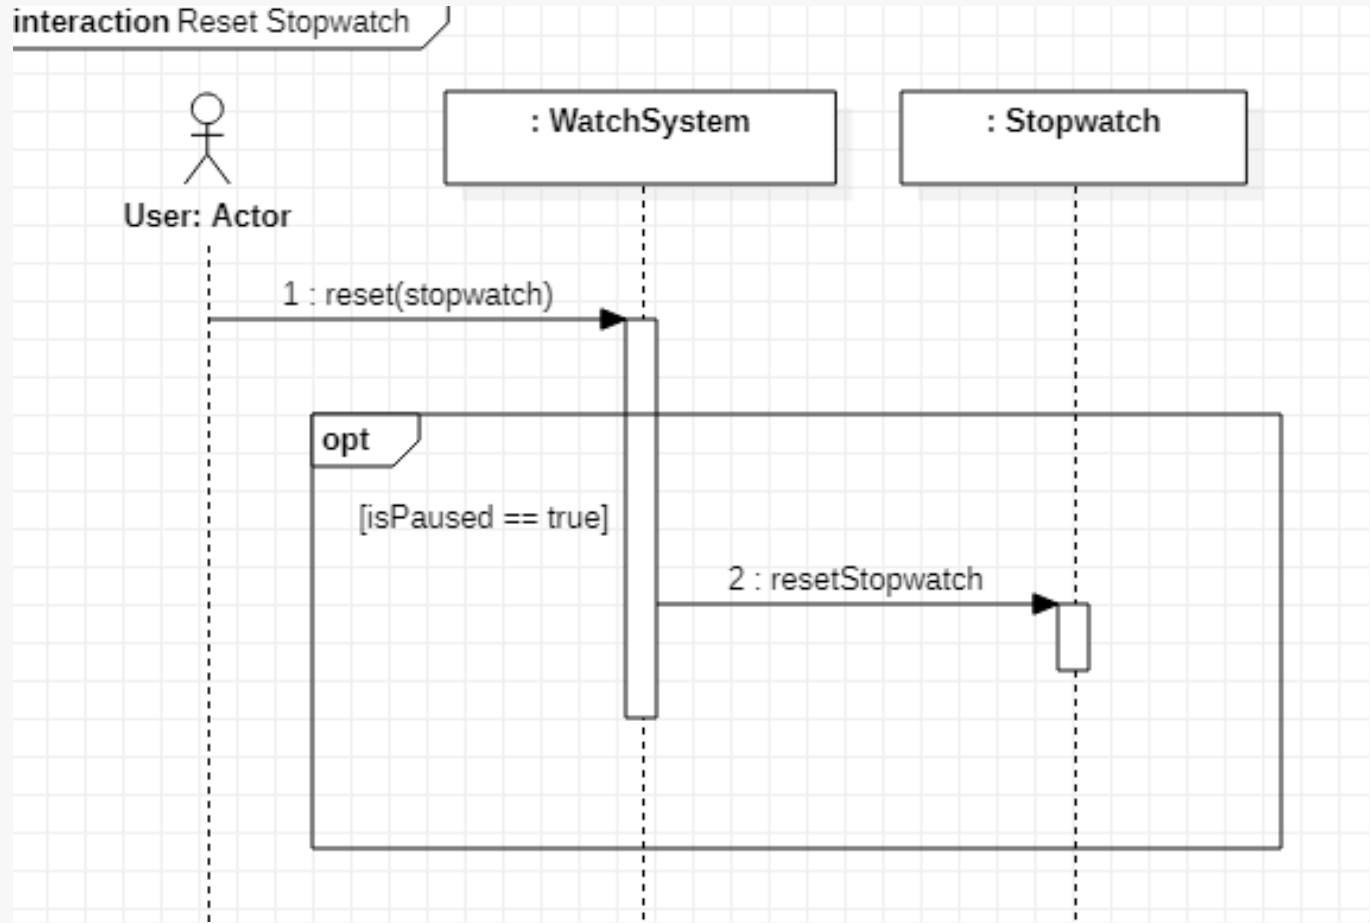 interaction Reset Stopwatch
: WatchSystem
: Stopwatch
User: Actor
1 : reset(stopwatch)
opt
[isPaused == true]
2 : resetStopwatch